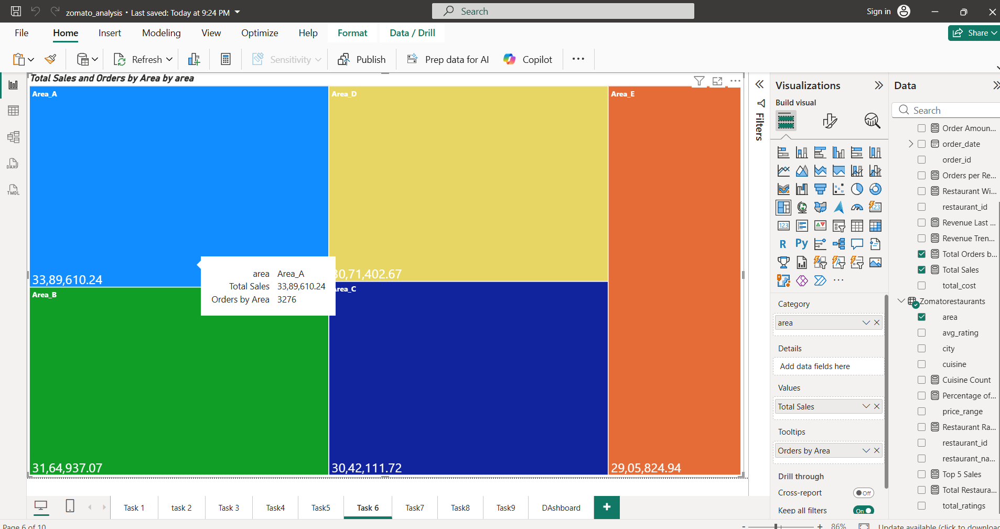 zomato_analysis • Last saved: Today at 9:24 PM
Search
Sign in
File Home Insert Modeling View Optimize Help Format Data / Drill
Share
Refresh
Sensitivity
Publish
Prep data for AI
Copilot
Total Sales and Orders by Area by area
Area_A
33,89,610.24
Area_D
30,71,402.67
Area_E
29,05,824.94
Area_B
31,64,937.07
Area_C
30,42,111.72
area Area_A
Total Sales 33,89,610.24
Orders by Area 3276
DAX
TMDL
Filters
Visualizations
Build visual
123
123
R
Py
Category
area
Details
Add data fields here
Values
Total Sales
Tooltips
Orders by Area
Drill through
Cross-report
Off
Keep all filters
On
Data
Search
Order Amoun...
order_date
order_id
Orders per Re...
Restaurant Wi...
restaurant_id
Revenue Last ...
Revenue Tren...
Total Orders b...
Total Sales
total_cost
Zomatorestaurants
area
avg_rating
city
cuisine
Cuisine Count
Percentage of...
price_range
Restaurant Ra...
restaurant_id
restaurant_na...
Top 5 Sales
Total Restaura...
total_ratings
Task 1
task 2
Task 3
Task4
Task5
Task 6
Task7
Task8
Task9
DAshboard
+
Page 6 of 10
- + 86%
Update available (click to download